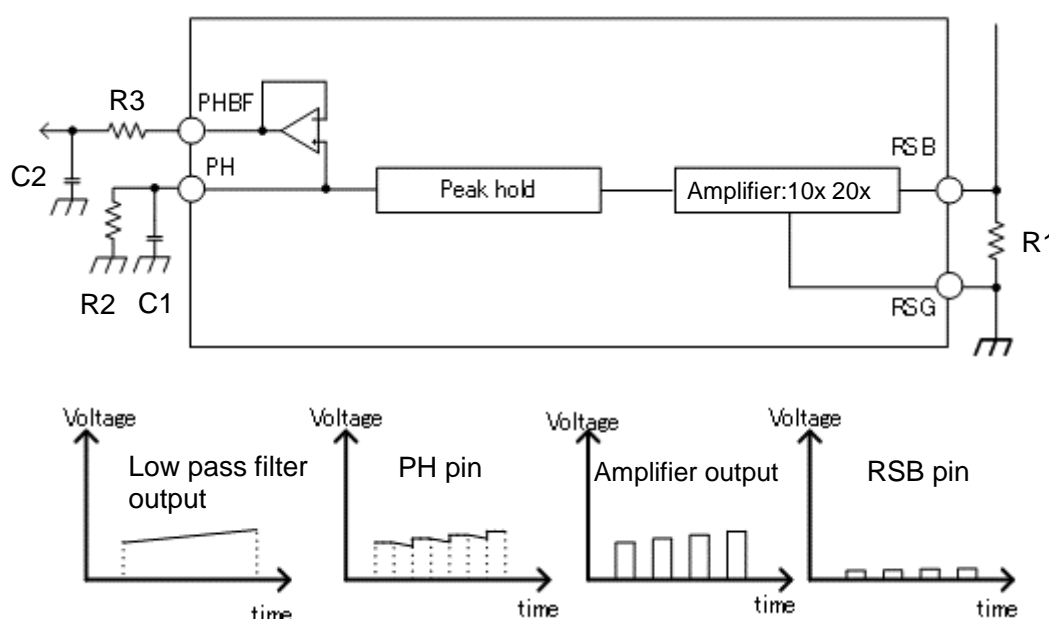 R3
PHBF
RSB
C2
PH
Peak hold
Amplifier:10x 20x
R1
R2
C1
RSG
Voltage
Voltage
Voltage
Voltage
Low pass filter
output
PH pin
Amplifier output
RSB pin
time
time
time
time